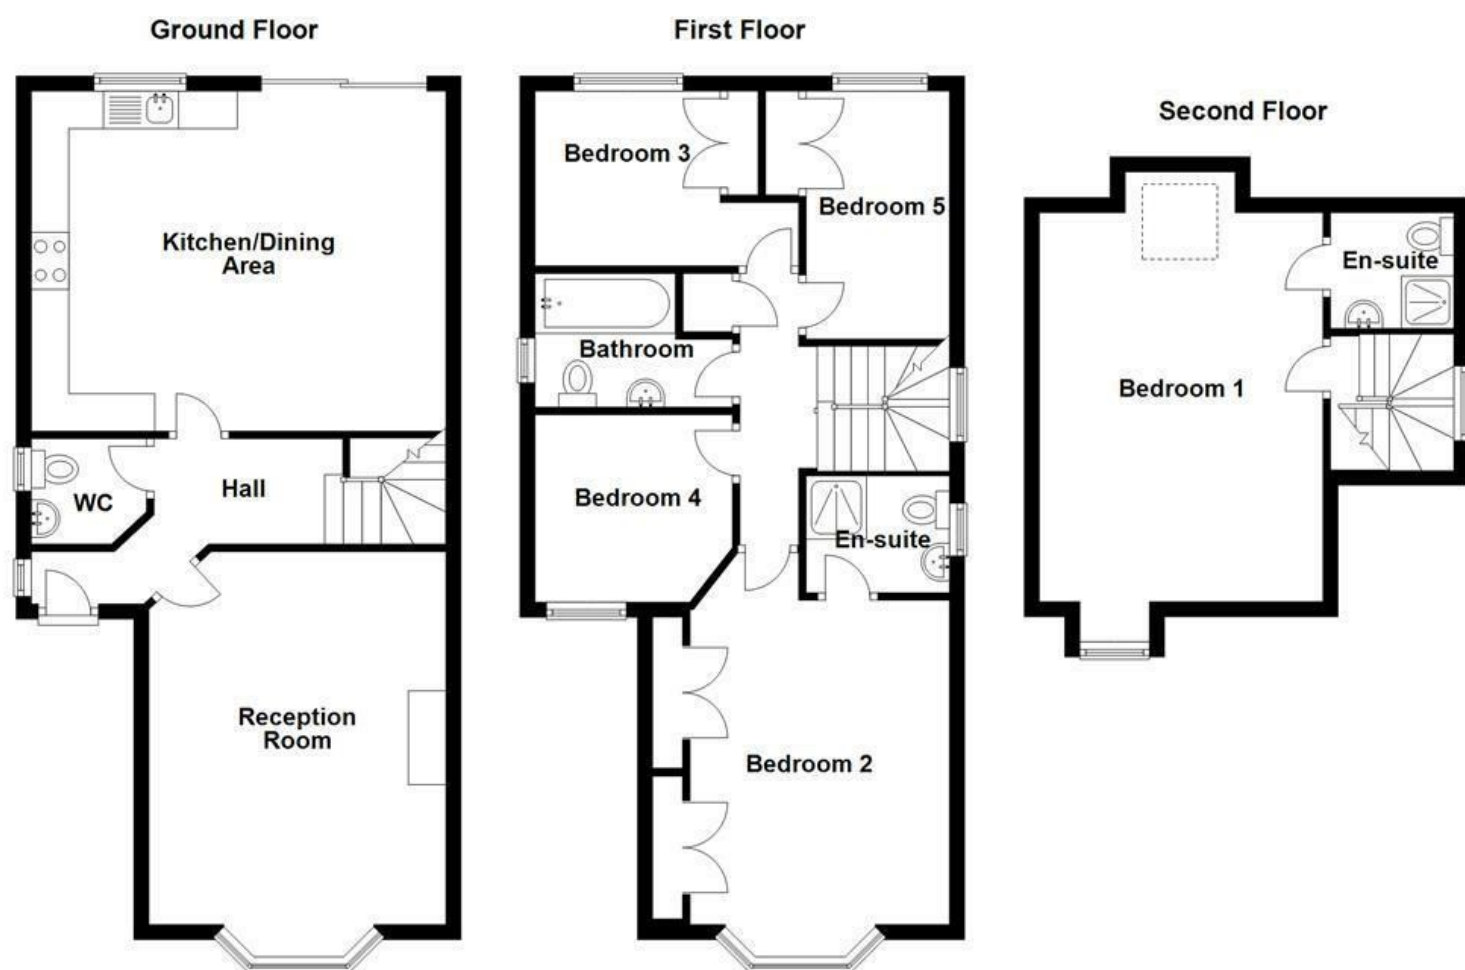 Ground Floor
Kitchen/Dining
Area
WC
Hall
Reception
Room
First Floor
Bedroom 3
Bedroom 5
Bathroom
Bedroom 4
En-suite
Bedroom 2
Second Floor
En-suite
Bedroom 1